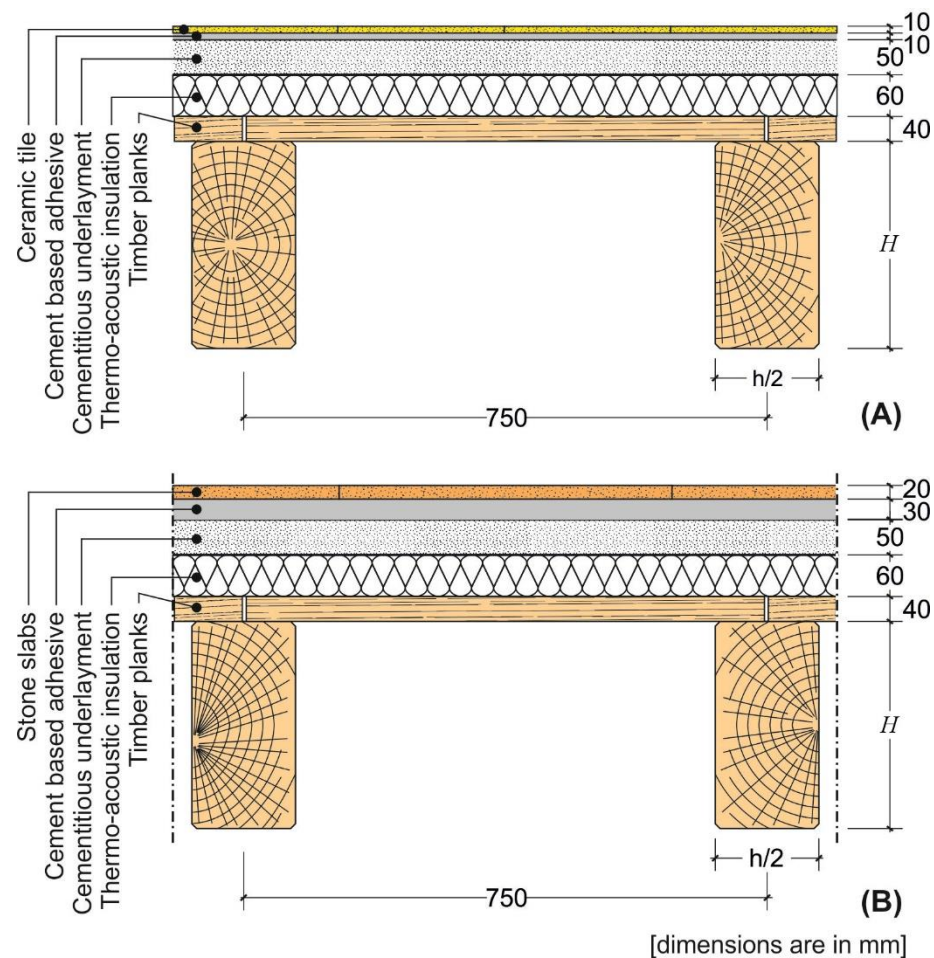 Ceramic tile
Cement based adhesive
Cementitious underlayment
Thermo-acoustic insulation
Timber planks
10
10
50
60
40
H
h/2
750
(A)
Stone slabs
Cement based adhesive
Cementitious underlayment
Thermo-acoustic insulation
Timber planks
20
30
50
60
40
H
h/2
750
(B)
[dimensions are in mm]